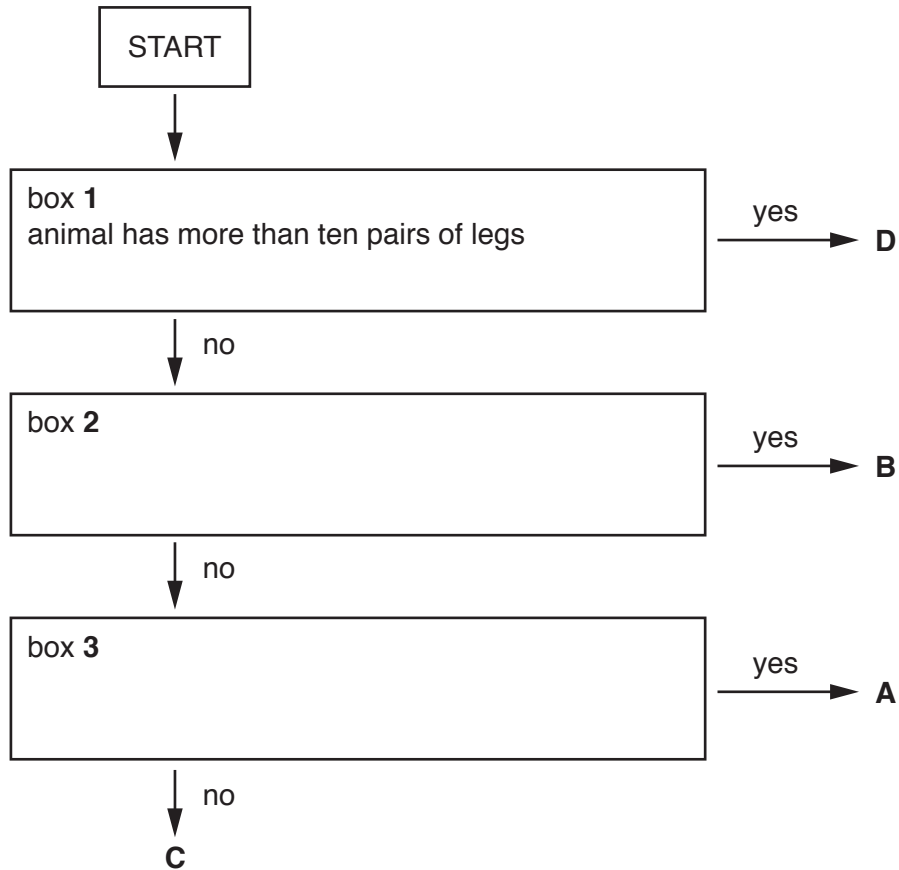 START
box 1
animal has more than ten pairs of legs
yes
D
no
box 2
yes
B
no
box 3
yes
A
no
C